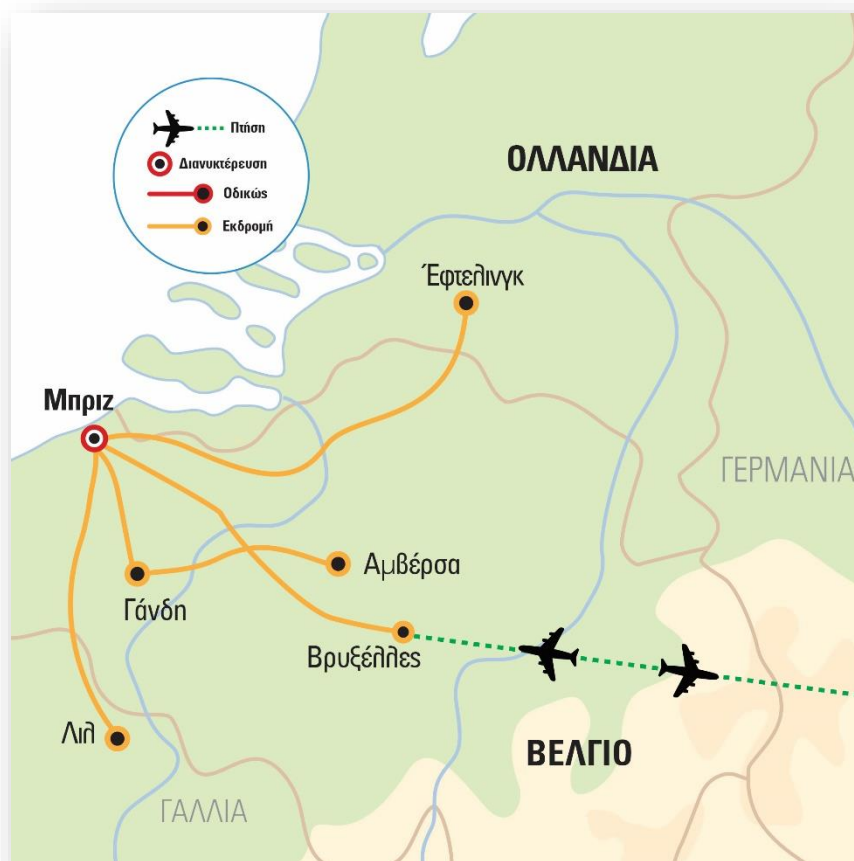 Πτήση
Διανυκτέρευση
Οδικώς
Εκδρομή
ΟΛΛΑΝΔΙΑ
Έφτελινγκ
Μπριζ
ΓΕΡΜΑΝΙΑ
Αμβέρσα
Γάνδη
Βρυξέλλες
Λιλ
ΒΕΛΓΙΟ
ΓΑΛΛΙΑ